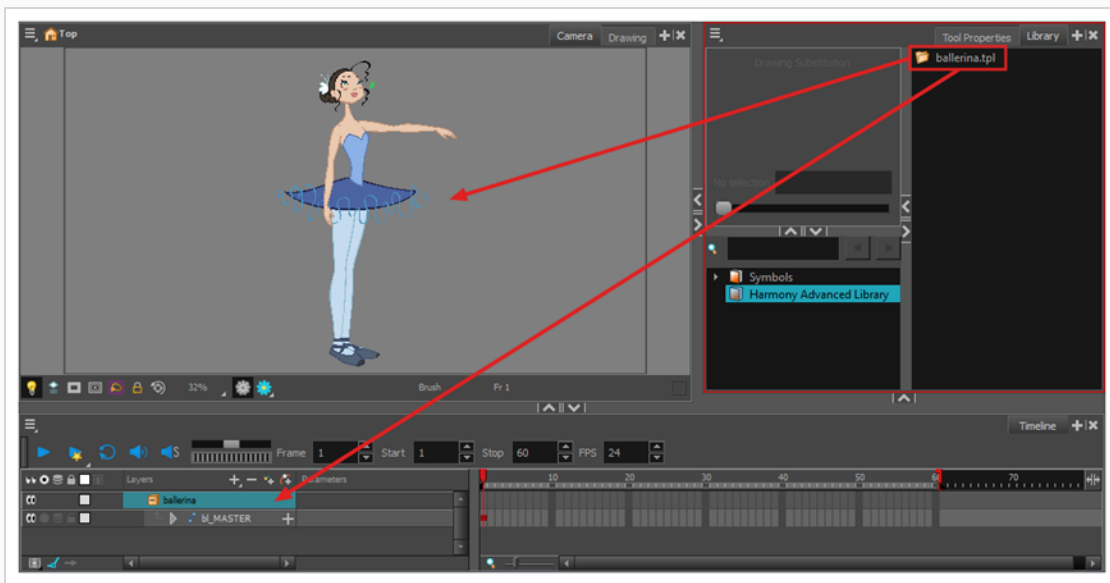 Top
Camera
Drawing
Tool Properties
Library
Drawing Substitution
ballerina.tpl
No selection
Symbols
Harmony Advanced Library
32%
Brush
Fr 1
Timeline
S
Frame 1 Start 1 Stop 60 FPS 24
Layers
Parameters
10 20 30 40 50 60 70
ballerina
bl_MASTER